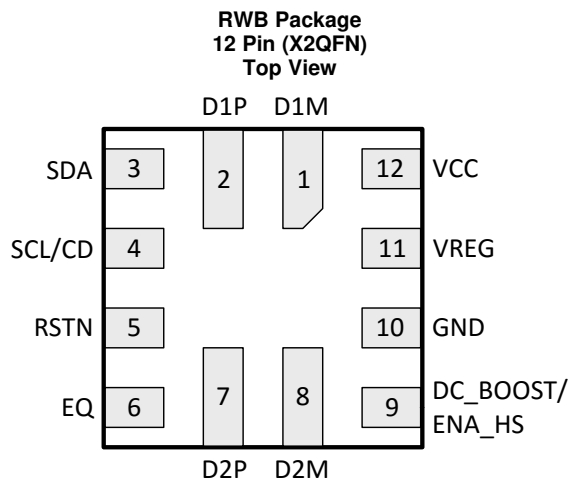 RWB Package
12 Pin (X2QFN)
Top View
D1P D1M
SDA 3 2 1 12 VCC
SCL/CD 4 11 VREG
RSTN 5 10 GND
EQ 6 7 8 9 DC_BOOST/
ENA_HS
D2P D2M